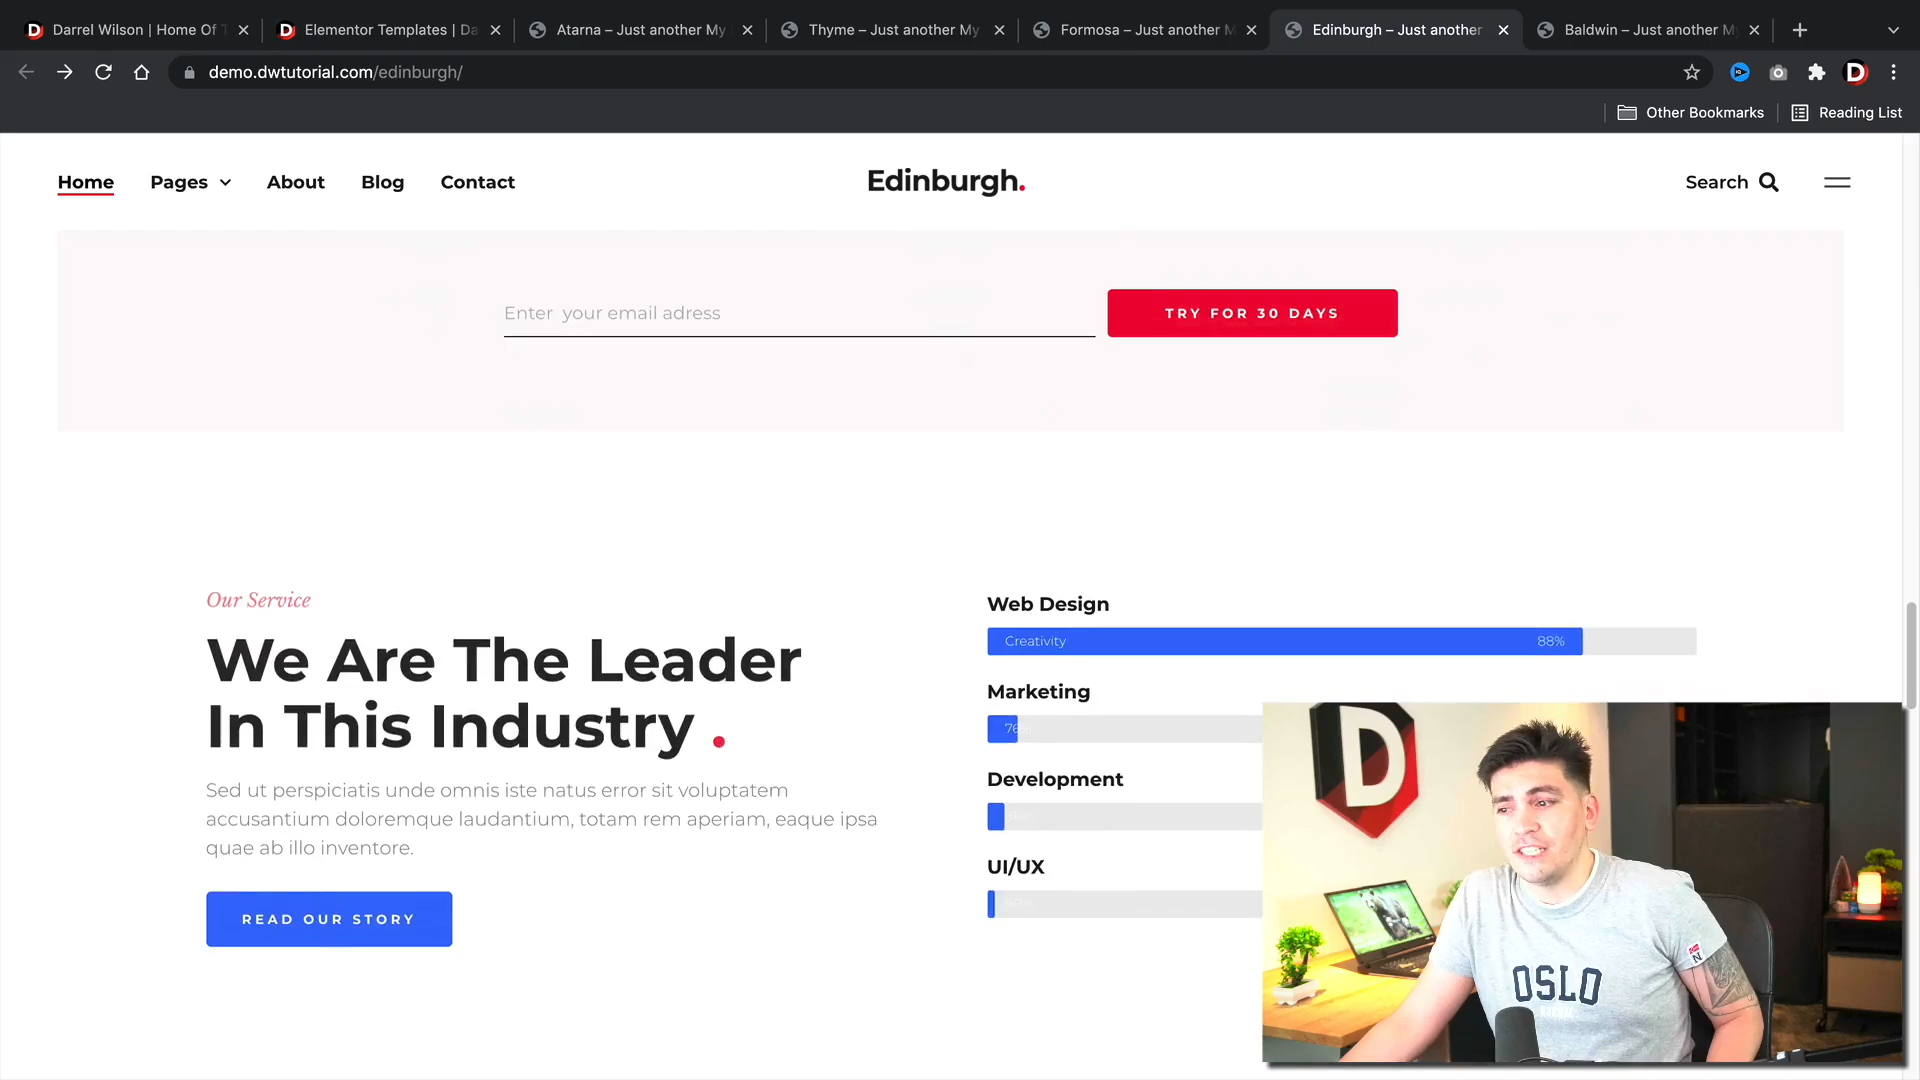 Darrel Wilson | Home Of T
Elementor Templates | Da
Atarna – Just another My
Thyme – Just another My
Formosa – Just another M
Edinburgh – Just another
Baldwin – Just another My
demo.dwtutorial.com/edinburgh/
Other Bookmarks
Reading List
Home
Pages
About
Blog
Contact
Edinburgh.
Search
Enter your email adress
TRY FOR 30 DAYS
Our Service
We Are The Leader
In This Industry .
Sed ut perspiciatis unde omnis iste natus error sit voluptatem
accusantium doloremque laudantium, totam rem aperiam, eaque ipsa
quae ab illo inventore.
READ OUR STORY
Web Design
Creativity 88%
Marketing
Development
UI/UX
D
OSLO